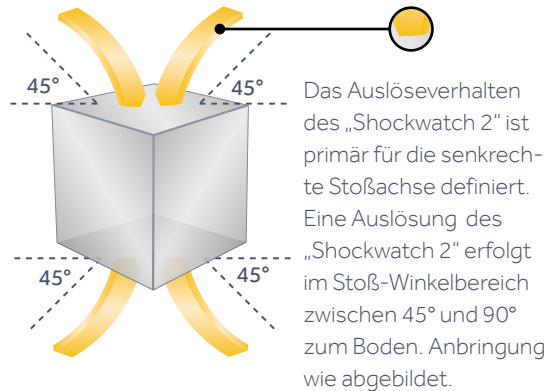 45°
45°
Das Auslöseverhalten
des „Shockwatch 2“ ist
primär für die senkrech-
te Stoßachse definiert.
Eine Auslösung des
„Shockwatch 2“ erfolgt
im Stoß-Winkelbereich
zwischen 45° und 90°
zum Boden. Anbringung
wie abgebildet.
45°
45°